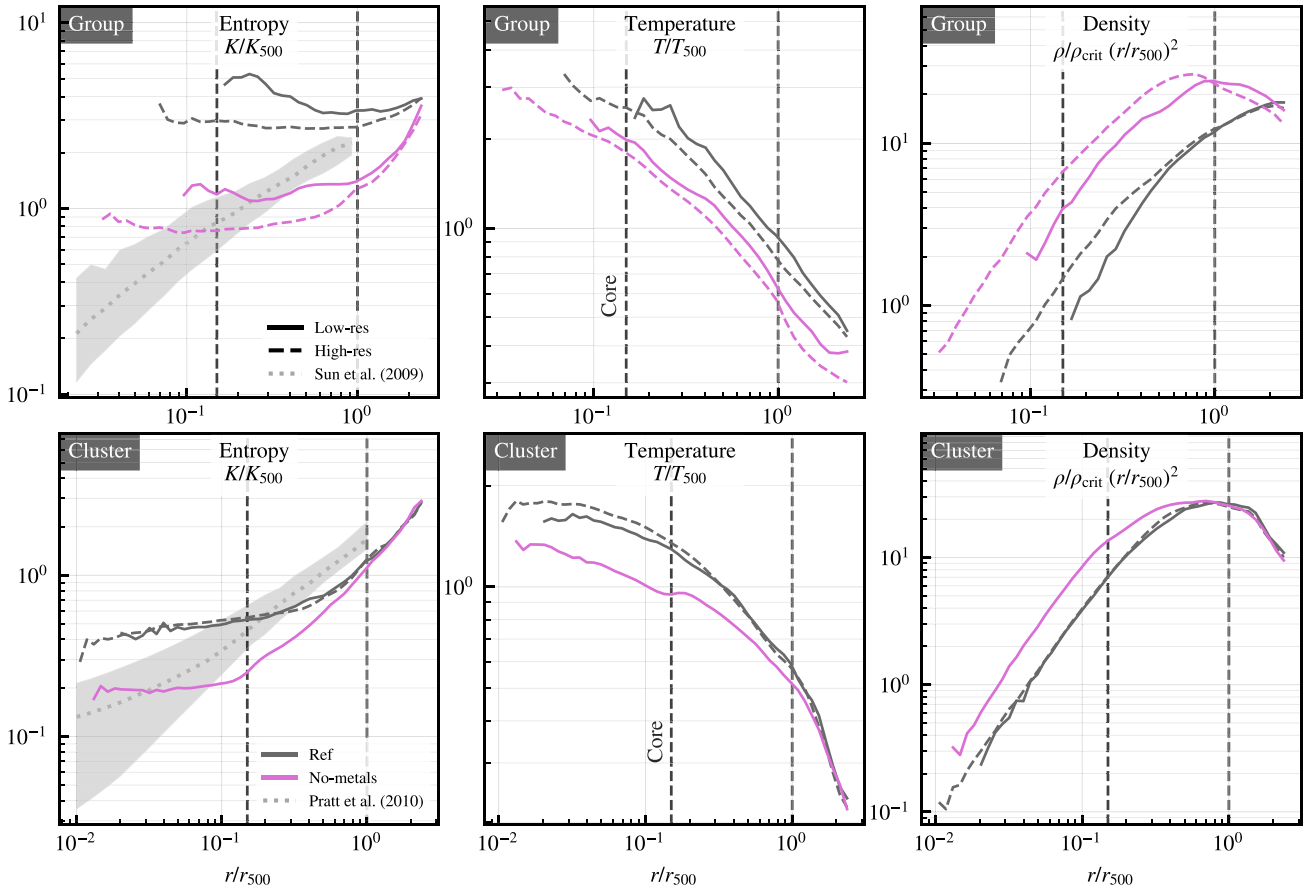 Group
Entropy
K/K500
10¹
10⁰
10⁻¹
10⁻¹
10⁰
Low-res
High-res
Sun et al. (2009)
Group
Temperature
T/T500
10⁰
Core
10⁻¹
10⁰
Group
Density
ρ/ρcrit (r/r500)²
10¹
10⁰
10⁻¹
10⁰
Cluster
Entropy
K/K500
10⁰
10⁻¹
Ref
No-metals
Pratt et al. (2010)
10⁻²
10⁻¹
10⁰
r/r500
Cluster
Temperature
T/T500
10⁰
Core
10⁻²
10⁻¹
10⁰
r/r500
Cluster
Density
ρ/ρcrit (r/r500)²
10¹
10⁰
10⁻¹
10⁻²
10⁻¹
10⁰
r/r500